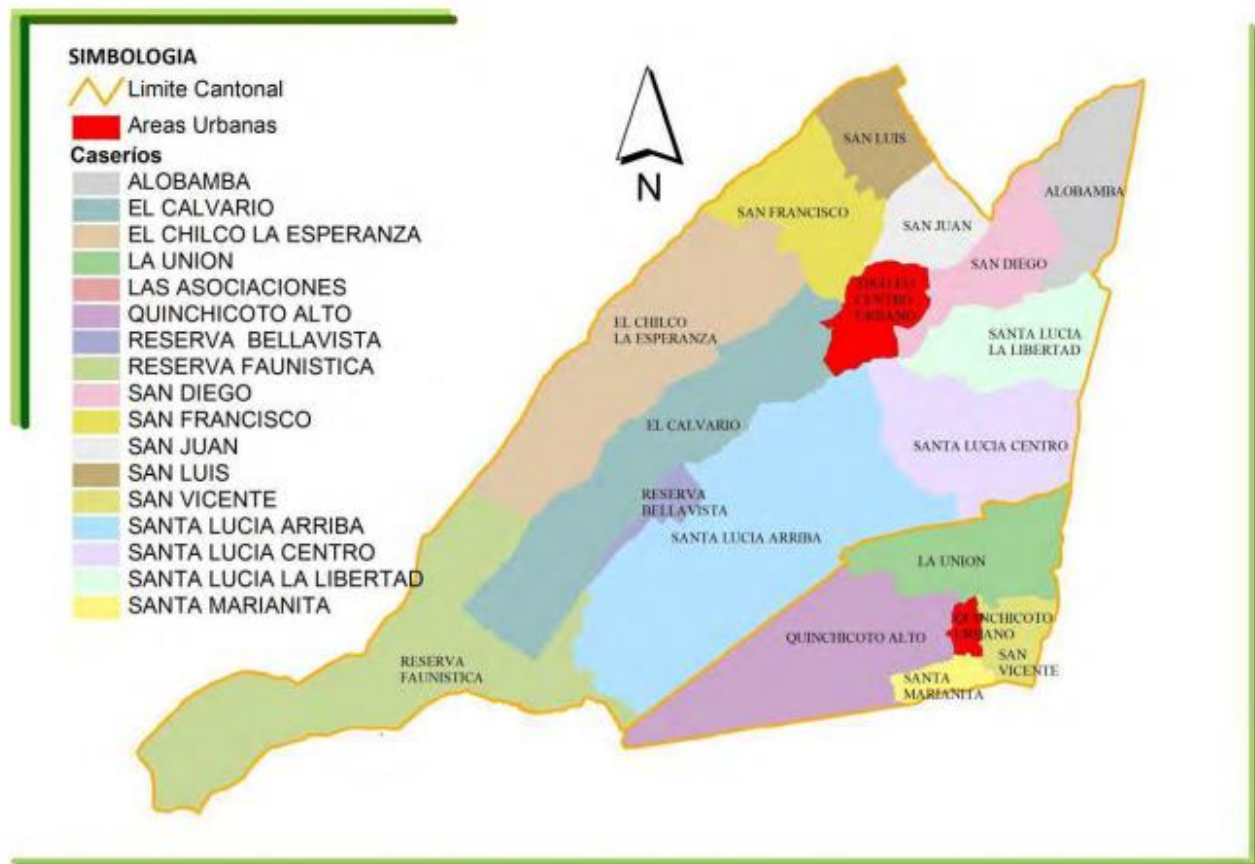 SIMBOLOGIA
Limite Cantonal
Areas Urbanas
Caseríos
ALOBAMBA
EL CALVARIO
EL CHILCO LA ESPERANZA
LA UNION
LAS ASOCIACIONES
QUINCHICOTO ALTO
RESERVA BELLAVISTA
RESERVA FAUNISTICA
SAN DIEGO
SAN FRANCISCO
SAN JUAN
SAN LUIS
SAN VICENTE
SANTA LUCIA ARRIBA
SANTA LUCIA CENTRO
SANTA LUCIA LA LIBERTAD
SANTA MARIANITA
N
SAN LUIS
ALOBAMBA
SAN FRANCISCO
SAN JUAN
SAN DIEGO
CENTRO
URBANO
EL CHILCO
LA ESPERANZA
SANTA LUCIA
LA LIBERTAD
EL CALVARIO
SANTA LUCIA CENTRO
RESERVA
BELLAVISTA
SANTA LUCIA ARRIBA
LA UNION
QUINCHICOTO
URBANO
QUINCHICOTO ALTO
SAN
VICENTE
SANTA
MARIANITA
RESERVA
FAUNISTICA